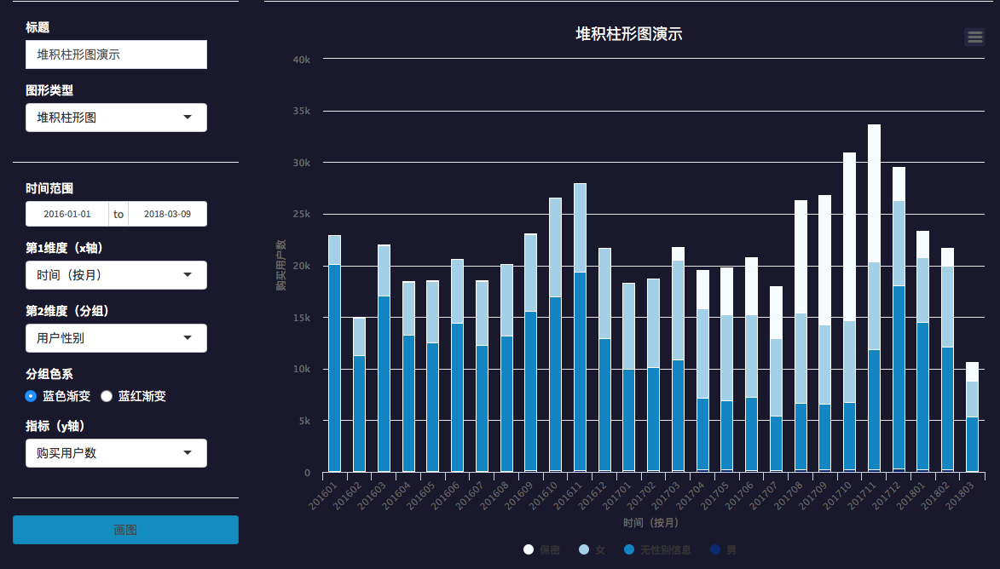 标题
堆积柱形图演示
图形类型
堆积柱形图
时间范围
2016-01-01 to 2018-03-09
第1维度（x轴）
时间（按月）
第2维度（分组）
用户性别
分组色系
蓝色渐变 蓝红渐变
指标（y轴）
购买用户数
画图
堆积柱形图演示
40k
35k
30k
25k
20k
15k
10k
5k
0
购买用户数
201601 201602 201603 201604 201605 201606 201607 201608 201609 201610 201611 201612 201701 201702 201703 201704 201705 201706 201707 201708 201709 201710 201711 201712 201801 201802 201803
时间（按月）
保密 女 无性别信息 男